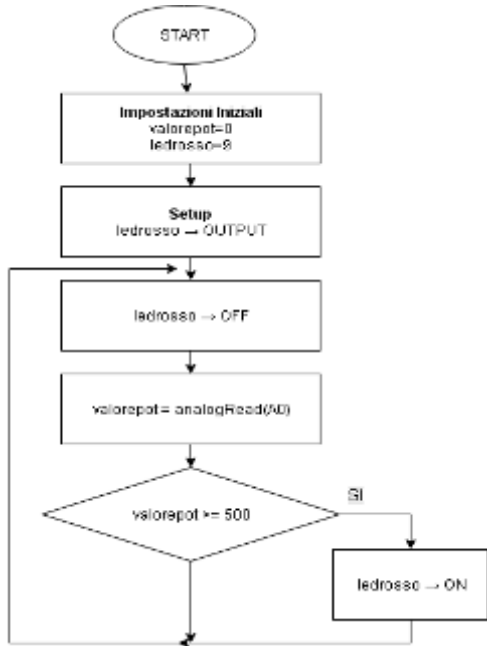 START
Impostazioni Iniziali
valorepot=0
ledrosso=9
Setup
ledrosso → OUTPUT
ledrosso → OFF
valorepot = analogRead(A0)
valorepot >= 500
SI
ledrosso → ON